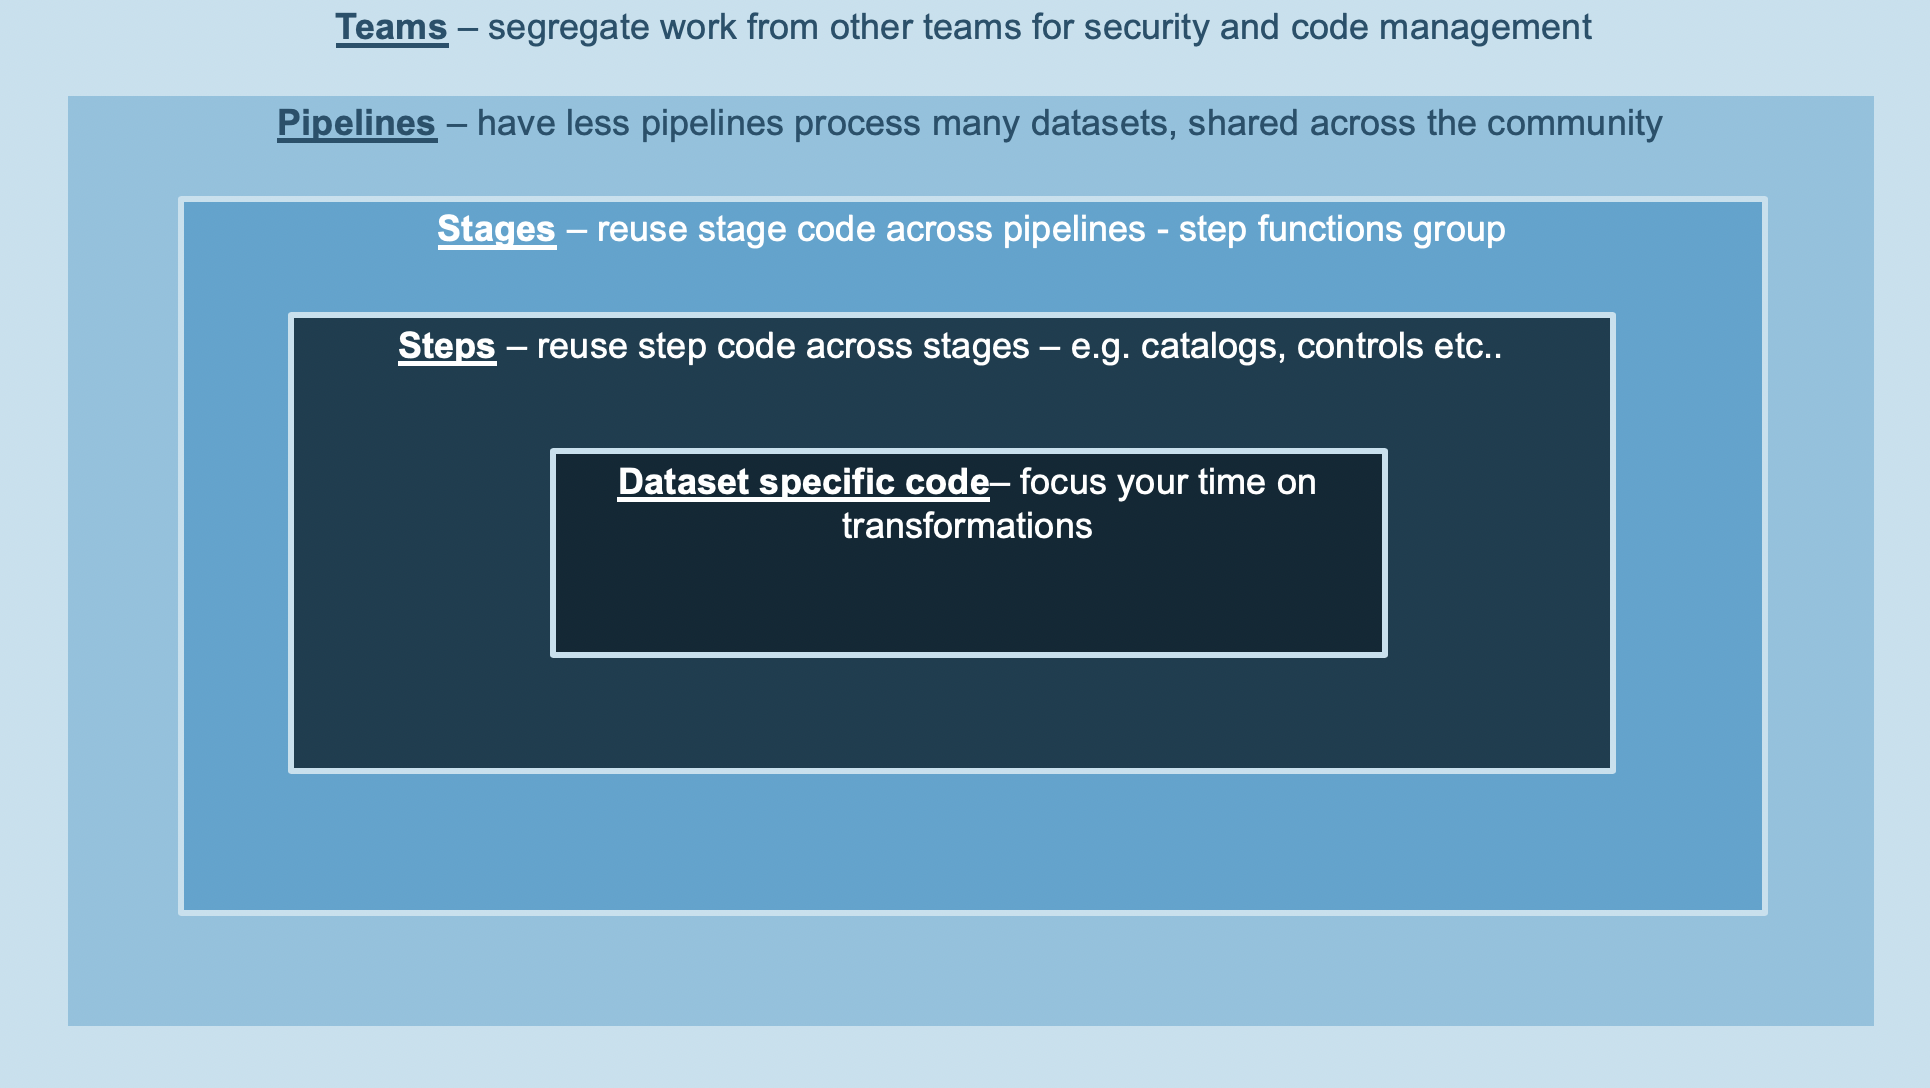 Teams – segregate work from other teams for security and code management
Pipelines – have less pipelines process many datasets, shared across the community
Stages – reuse stage code across pipelines - step functions group
Steps – reuse step code across stages – e.g. catalogs, controls etc..
Dataset specific code– focus your time on
transformations